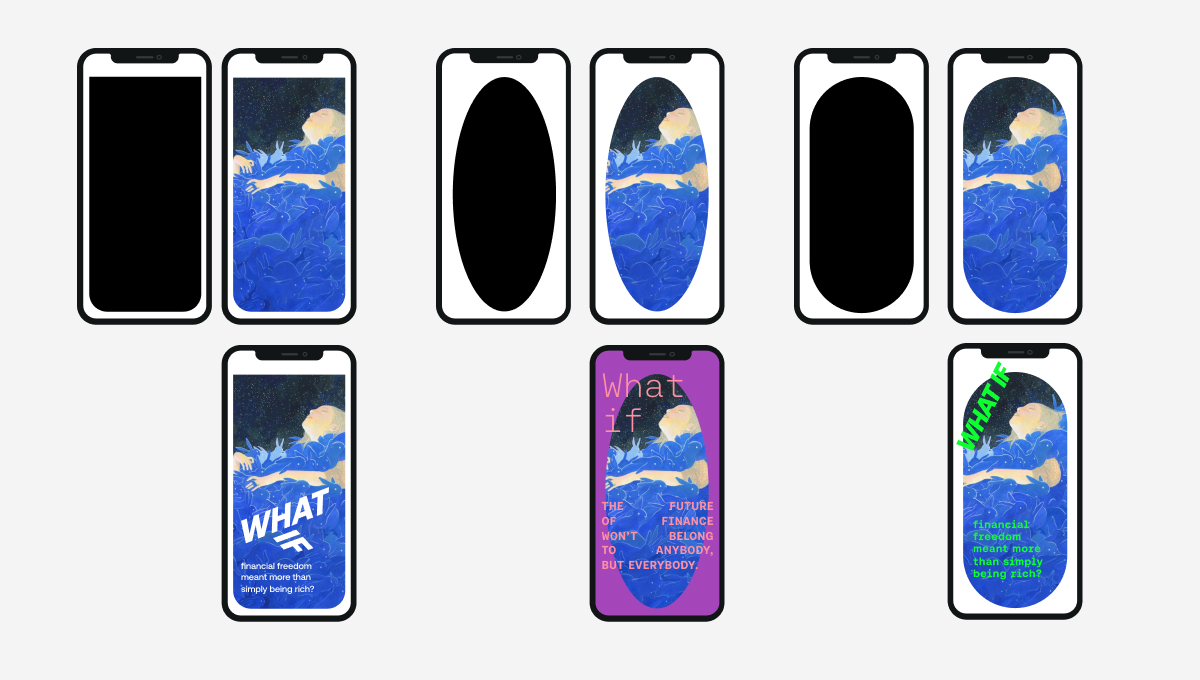 WHAT
IF
financial freedom
meant more than
simply being rich?
What
if
THE FUTURE
OF FINANCE
WON'T BELONG
TO ANYBODY,
BUT EVERYBODY.
WHAT IF
financial
freedom
meant more
than simply
being rich?